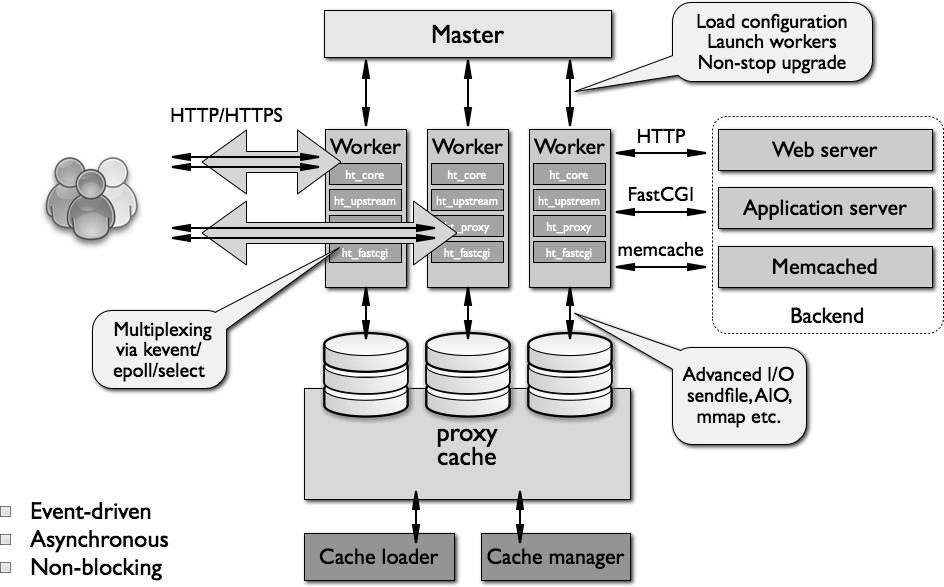 Master
Load configuration
Launch workers
Non-stop upgrade
HTTP/HTTPS
Worker
ht_core
ht_upstream
ht_fastcgi
Worker
ht_core
ht_upstream
ht_proxy
ht_fastcgi
Worker
ht_core
ht_upstream
ht_proxy
ht_fastcgi
HTTP
FastCGI
memcache
Web server
Application server
Memcached
Backend
Multiplexing
via kevent/
epoll/select
Advanced I/O
sendfile, AIO,
mmap etc.
proxy
cache
Cache loader
Cache manager
Event-driven
Asynchronous
Non-blocking